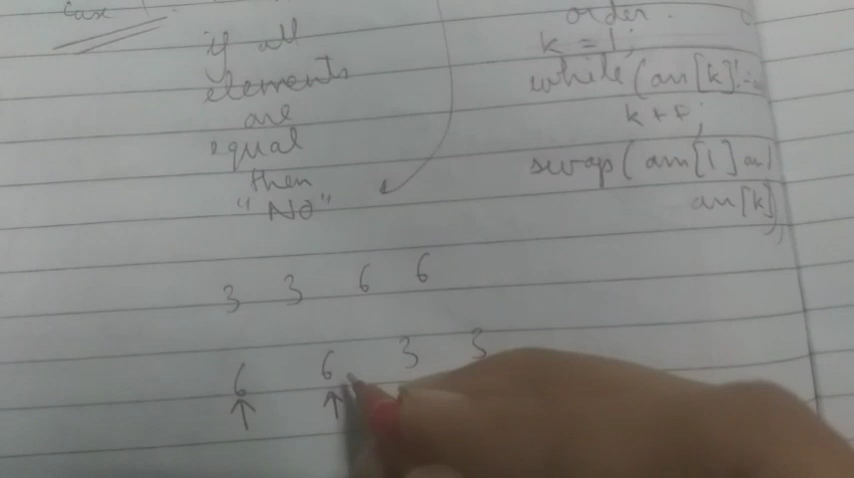 Case
if all
elements
are
equal
then
"NO"
order.
k = 1;
while (arr[k]!=
k++;
swap (arr[1] an
arr[k]
3 3 6 6
6 6 3 3
↑ ↑